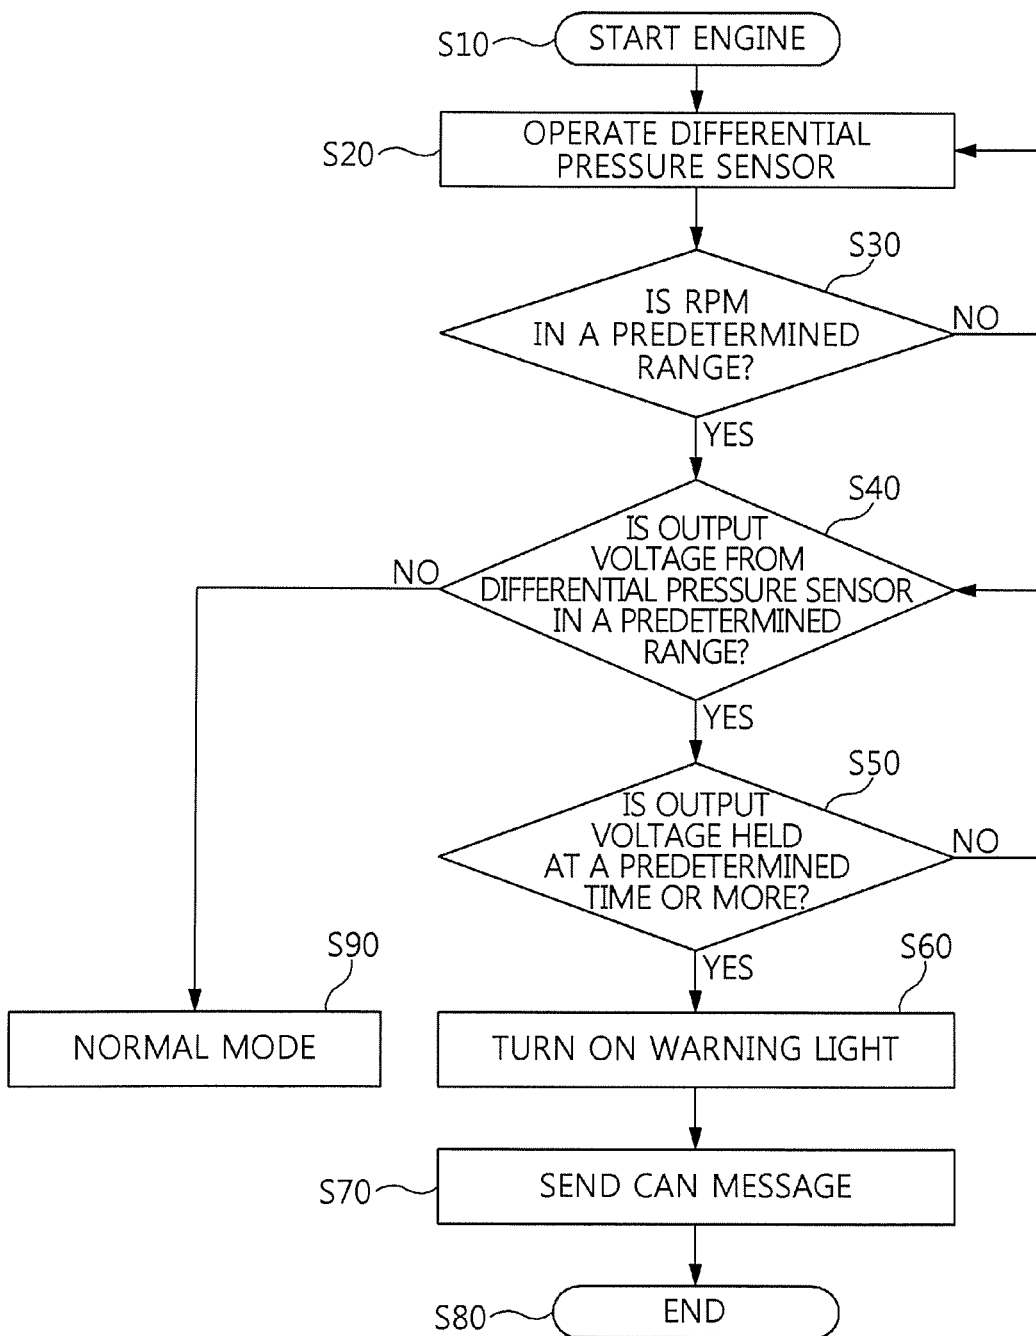 S10
START ENGINE
S20
OPERATE DIFFERENTIAL
PRESSURE SENSOR
S30
IS RPM
IN A PREDETERMINED
RANGE?
NO
YES
S40
IS OUTPUT
VOLTAGE FROM
DIFFERENTIAL PRESSURE SENSOR
IN A PREDETERMINED
RANGE?
NO
YES
S50
IS OUTPUT
VOLTAGE HELD
AT A PREDETERMINED
TIME OR MORE?
NO
YES
S90
NORMAL MODE
S60
TURN ON WARNING LIGHT
S70
SEND CAN MESSAGE
S80
END